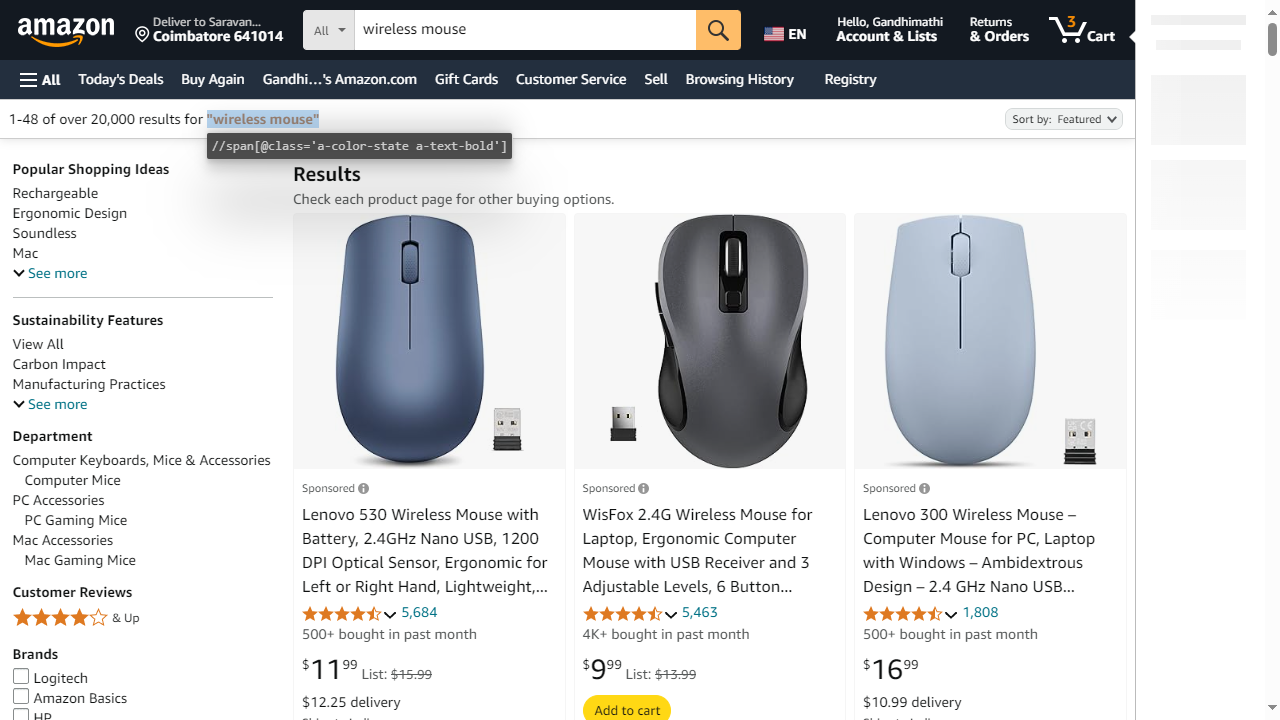 amazon
Deliver to Saravan...
Coimbatore 641014
All
wireless mouse
EN
Hello, Gandhimathi
Account & Lists
Returns
& Orders
3
Cart
All
Today's Deals
Buy Again
Gandhi...'s Amazon.com
Gift Cards
Customer Service
Sell
Browsing History
Registry
1-48 of over 20,000 results for "wireless mouse"
Sort by: Featured
//span[@class='a-color-state a-text-bold']
Popular Shopping Ideas
Rechargeable
Ergonomic Design
Soundless
Mac
See more
Sustainability Features
View All
Carbon Impact
Manufacturing Practices
See more
Department
Computer Keyboards, Mice & Accessories
Computer Mice
PC Accessories
PC Gaming Mice
Mac Accessories
Mac Gaming Mice
Customer Reviews
& Up
Brands
Logitech
Amazon Basics
HP
Results
Check each product page for other buying options.
Sponsored
Lenovo 530 Wireless Mouse with
Battery, 2.4GHz Nano USB, 1200
DPI Optical Sensor, Ergonomic for
Left or Right Hand, Lightweight,...
5,684
500+ bought in past month
$11.99 List: $15.99
$12.25 delivery
Sponsored
WisFox 2.4G Wireless Mouse for
Laptop, Ergonomic Computer
Mouse with USB Receiver and 3
Adjustable Levels, 6 Button...
5,463
4K+ bought in past month
$9.99 List: $13.99
Add to cart
Sponsored
Lenovo 300 Wireless Mouse –
Computer Mouse for PC, Laptop
with Windows – Ambidextrous
Design – 2.4 GHz Nano USB...
1,808
500+ bought in past month
$16.99
$10.99 delivery